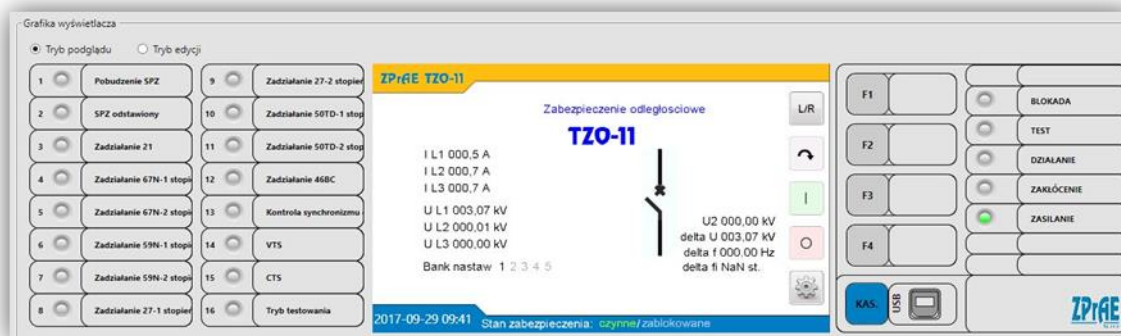 Grafika wyświetlacza
Tryb podglądu Tryb edycji
1 Pobudzenie SPZ
2 SPZ odstawiony
3 Zadziałanie 21
4 Zadziałanie 67N-1 stopi
5 Zadziałanie 67N-2 stopi
6 Zadziałanie 59N-1 stopi
7 Zadziałanie 59N-2 stopi
8 Zadziałanie 27-1 stopier
9 Zadziałanie 27-2 stopier
10 Zadziałanie 50TD-1 stop
11 Zadziałanie 50TD-2 stop
12 Zadziałanie 46BC
13 Kontrola synchronizmu
14 VTS
15 CTS
16 Tryb testowania
ZPrAE TZO-11
Zabezpieczenie odległosciowe
TZO-11
I L1 000,5 A
I L2 000,7 A
I L3 000,7 A
U L1 003,07 kV
U L2 000,01 kV
U L3 000,00 kV
Bank nastaw 1 2 3 4 5
U2 000,00 kV
delta U 003,07 kV
delta f 000,00 Hz
delta fi NaN st.
L/R
I
O
2017-09-29 09:41 Stan zabezpieczenia: czynne/zablokowane
F1
F2
F3
F4
KAS.
USB
BLOKADA
TEST
DZIAŁANIE
ZAKŁÓCENIE
ZASILANIE
ZPrAE